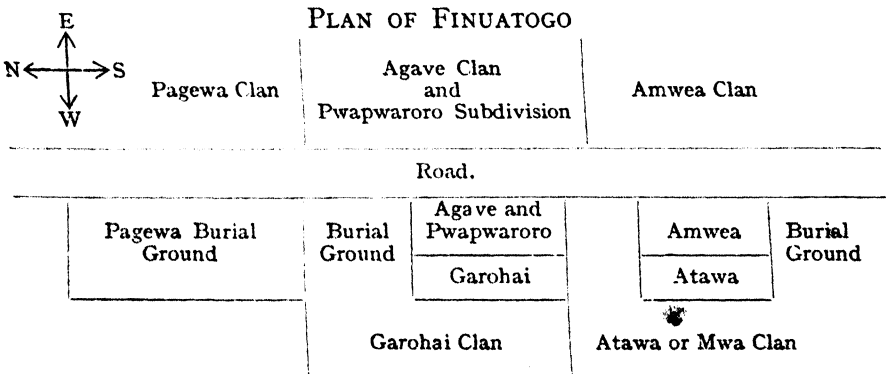 PLAN OF FINUATOGO
E
N S
W
Pagewa Clan
Agave Clan
and
Pwapwaroro Subdivision
Amwea Clan
Road.
Pagewa Burial
Ground
Burial
Ground
Agave and
Pwapwaroro
Garohai
Amwea
Atawa
Burial
Ground
Garohai Clan
Atawa or Mwa Clan